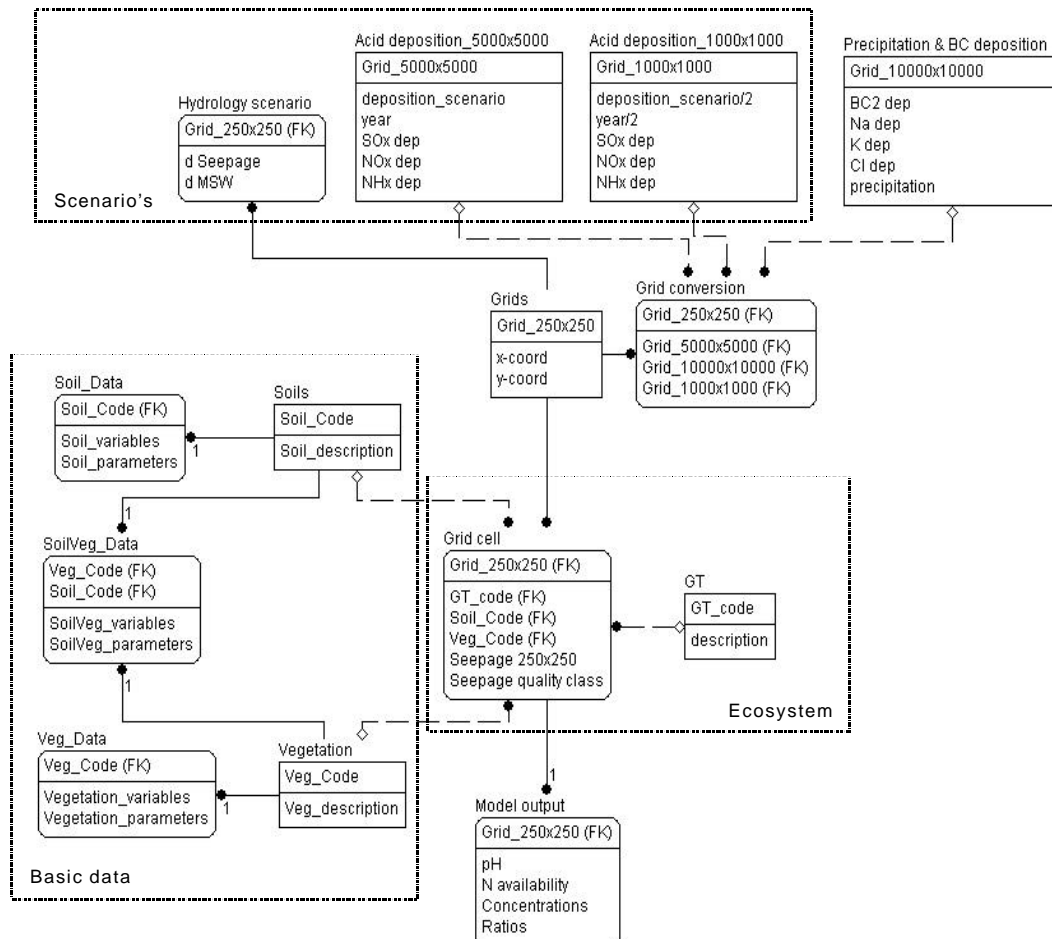 Acid deposition_5000x5000
Grid_5000x5000
deposition_scenario
year
SOx dep
NOx dep
NHx dep
Acid deposition_1000x1000
Grid_1000x1000
deposition_scenario/2
year/2
SOx dep
NOx dep
NHx dep
Precipitation & BC deposition
Grid_10000x10000
BC2 dep
Na dep
K dep
Cl dep
precipitation
Hydrology scenario
Grid_250x250 (FK)
d Seepage
d MSW
Scenario's
Grids
Grid_250x250
x-coord
y-coord
Grid conversion
Grid_250x250 (FK)
Grid_5000x5000 (FK)
Grid_10000x10000 (FK)
Grid_1000x1000 (FK)
Soil_Data
Soil_Code (FK)
Soil_variables
Soil_parameters
1
Soils
Soil_Code
Soil_description
1
SoilVeg_Data
Veg_Code (FK)
Soil_Code (FK)
SoilVeg_variables
SoilVeg_parameters
1
Grid cell
Grid_250x250 (FK)
GT_code (FK)
Soil_Code (FK)
Veg_Code (FK)
Seepage 250x250
Seepage quality class
GT
GT_code
description
Ecosystem
Veg_Data
Veg_Code (FK)
Vegetation_variables
Vegetation_parameters
1
Vegetation
Veg_Code
Veg_description
Basic data
1
Model output
Grid_250x250 (FK)
pH
N availability
Concentrations
Ratios